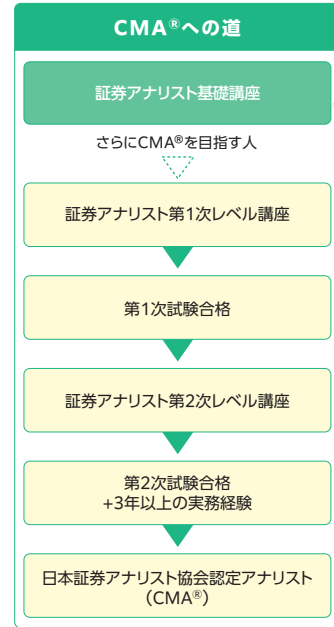 CMA®への道
証券アナリスト基礎講座
さらにCMA®を目指す人
証券アナリスト第1次レベル講座
第1次試験合格
証券アナリスト第2次レベル講座
第2次試験合格
+3年以上の実務経験
日本証券アナリスト協会認定アナリスト
（CMA®）